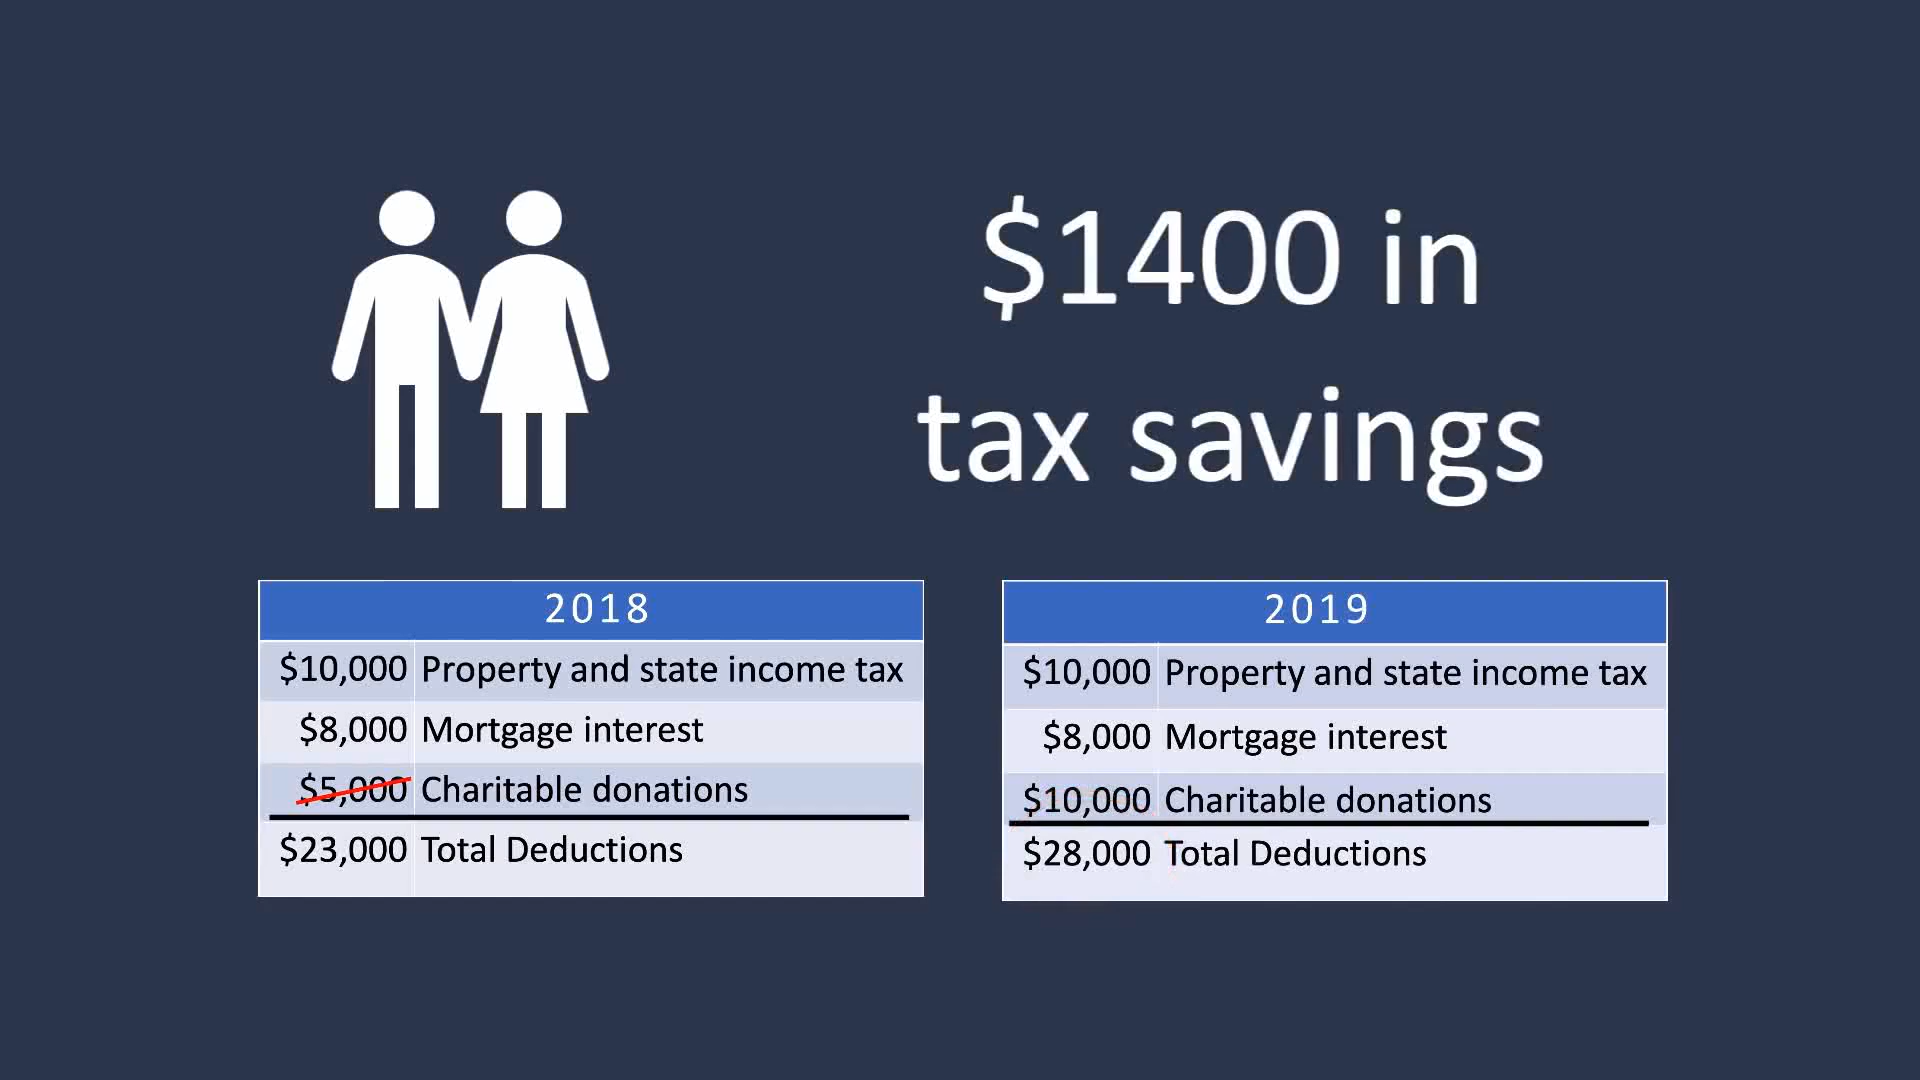 $1400 in
tax savings
2018
$10,000 Property and state income tax
$8,000 Mortgage interest
$5,000 Charitable donations
$23,000 Total Deductions
2019
$10,000 Property and state income tax
$8,000 Mortgage interest
$10,000 Charitable donations
$28,000 Total Deductions